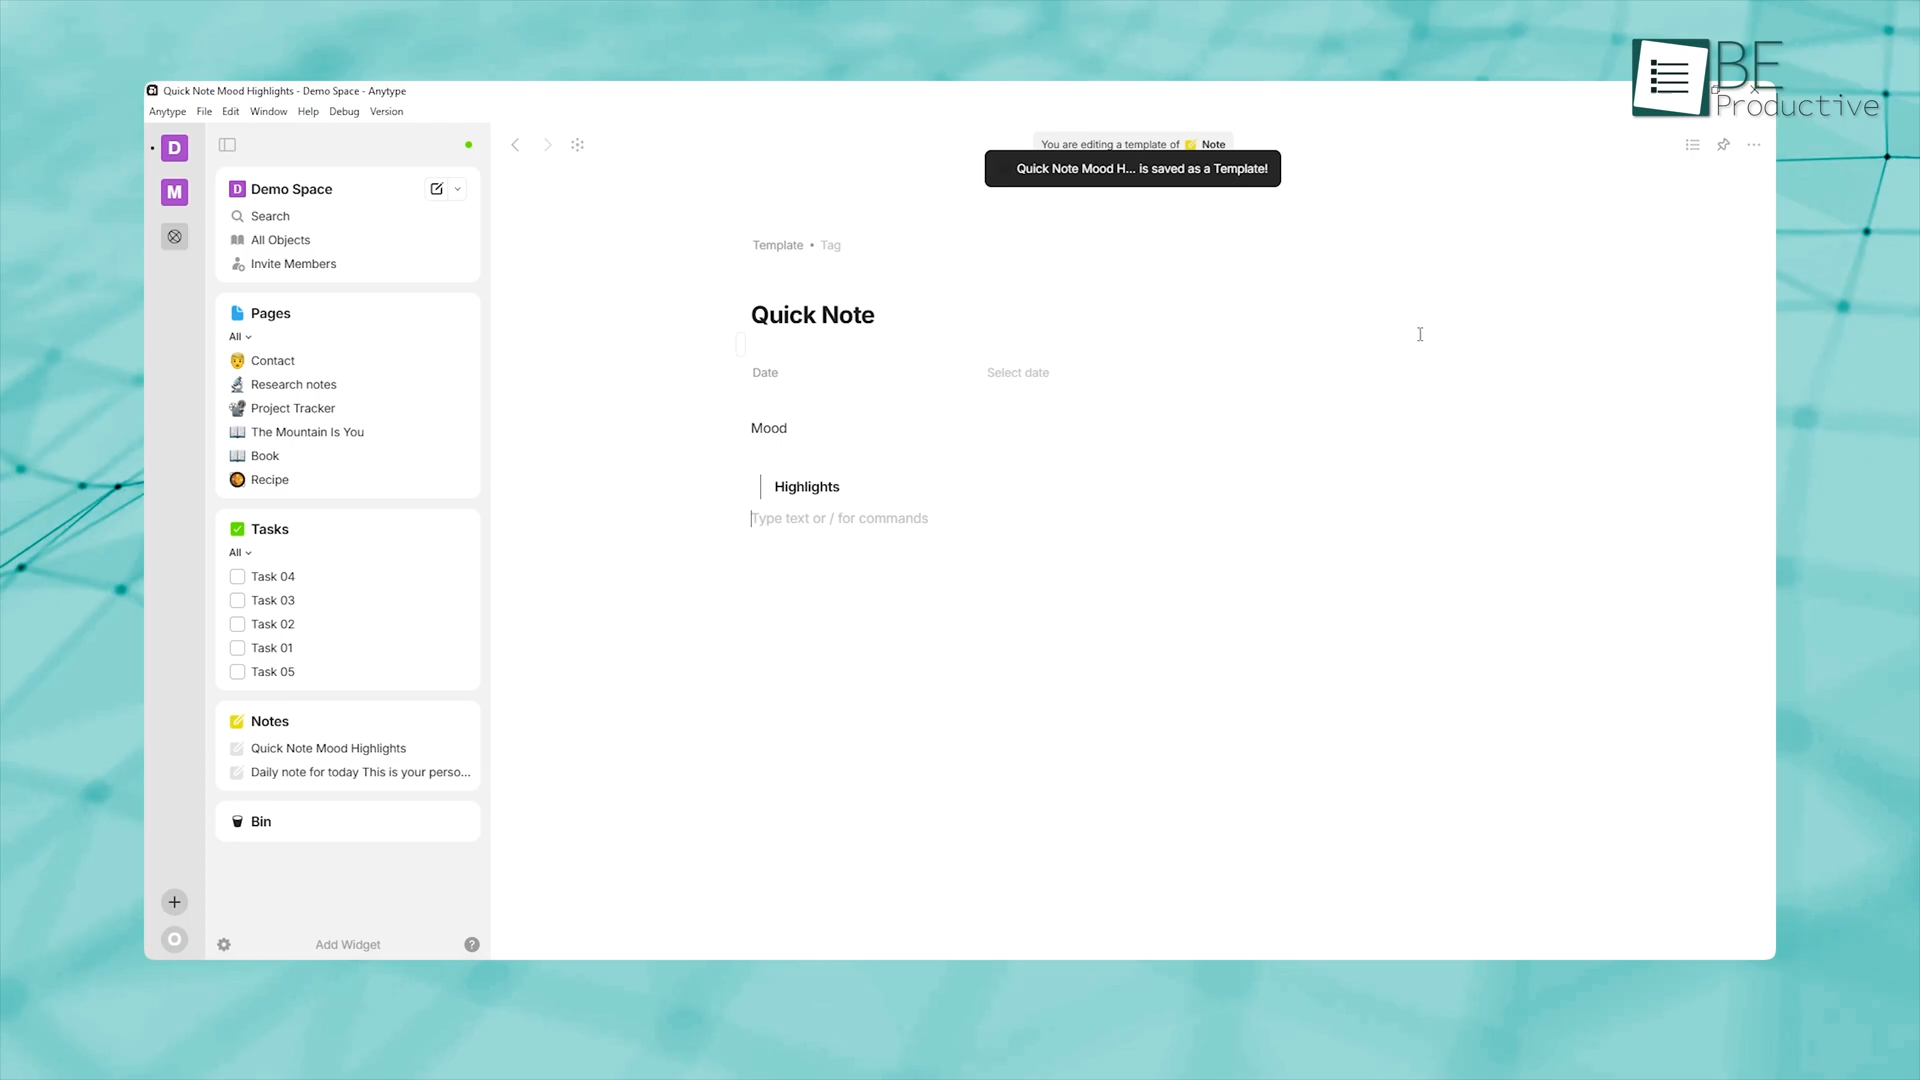 BE
Productive
Quick Note Mood Highlights - Demo Space - Anytype
Anytype File Edit Window Help Debug Version
D
M
D Demo Space
Search
All Objects
Invite Members
Pages
All
Contact
Research notes
Project Tracker
The Mountain Is You
Book
Recipe
Tasks
All
Task 04
Task 03
Task 02
Task 01
Task 05
Notes
Quick Note Mood Highlights
Daily note for today This is your perso...
Bin
O
Add Widget
?
You are editing a template of Note
Quick Note Mood H... is saved as a Template!
Template • Tag
Quick Note
Date Select date
Mood
Highlights
Type text or / for commands